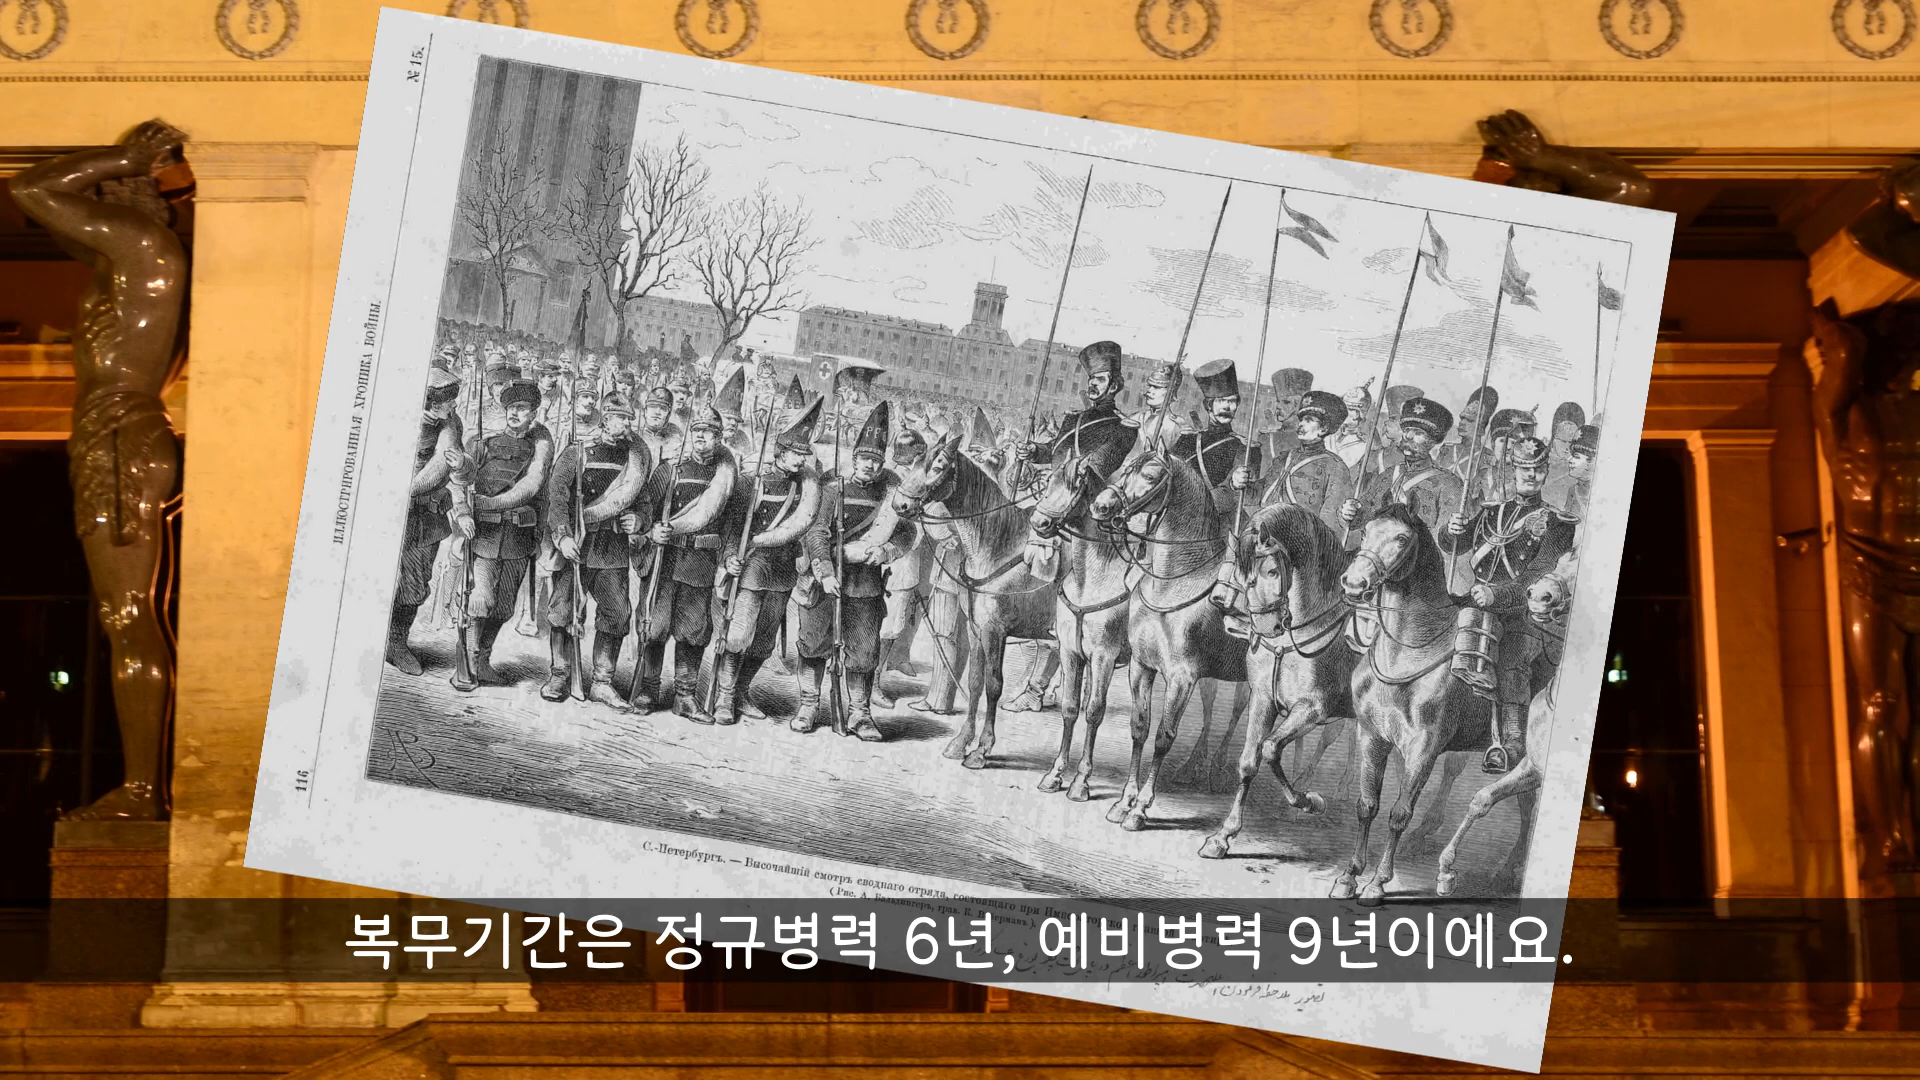 № 15.
ИЛЛЮСТРИРОВАННАЯ ХРОНИКА ВОЙНЫ.
116
С.-Петербургъ. — Высочайшій смотръ своднаго отряда, состоящаго при
(Рис. А.
복무기간은 정규병력 6년, 예비병력 9년이에요.